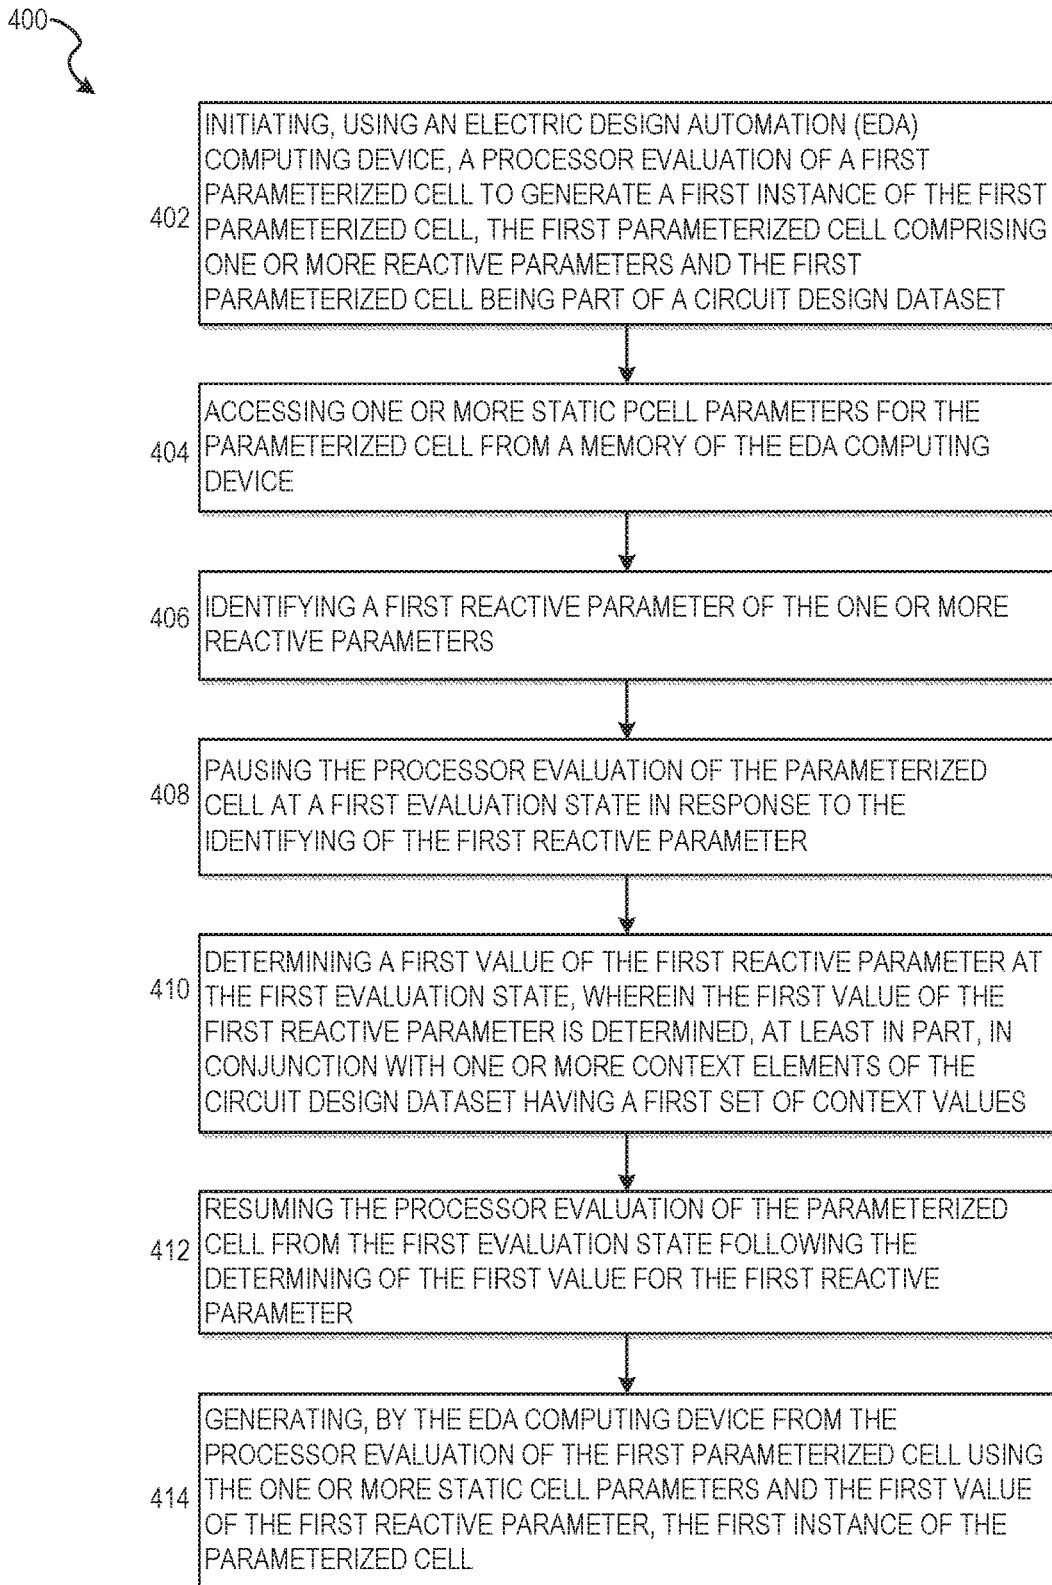 400
INITIATING, USING AN ELECTRIC DESIGN AUTOMATION (EDA)
COMPUTING DEVICE, A PROCESSOR EVALUATION OF A FIRST
PARAMETERIZED CELL TO GENERATE A FIRST INSTANCE OF THE FIRST
402 PARAMETERIZED CELL, THE FIRST PARAMETERIZED CELL COMPRISING
ONE OR MORE REACTIVE PARAMETERS AND THE FIRST
PARAMETERIZED CELL BEING PART OF A CIRCUIT DESIGN DATASET
ACCESSING ONE OR MORE STATIC PCELL PARAMETERS FOR THE
404 PARAMETERIZED CELL FROM A MEMORY OF THE EDA COMPUTING
DEVICE
406 IDENTIFYING A FIRST REACTIVE PARAMETER OF THE ONE OR MORE
REACTIVE PARAMETERS
PAUSING THE PROCESSOR EVALUATION OF THE PARAMETERIZED
408 CELL AT A FIRST EVALUATION STATE IN RESPONSE TO THE
IDENTIFYING OF THE FIRST REACTIVE PARAMETER
DETERMINING A FIRST VALUE OF THE FIRST REACTIVE PARAMETER AT
410 THE FIRST EVALUATION STATE, WHEREIN THE FIRST VALUE OF THE
FIRST REACTIVE PARAMETER IS DETERMINED, AT LEAST IN PART, IN
CONJUNCTION WITH ONE OR MORE CONTEXT ELEMENTS OF THE
CIRCUIT DESIGN DATASET HAVING A FIRST SET OF CONTEXT VALUES
RESUMING THE PROCESSOR EVALUATION OF THE PARAMETERIZED
412 CELL FROM THE FIRST EVALUATION STATE FOLLOWING THE
DETERMINING OF THE FIRST VALUE FOR THE FIRST REACTIVE
PARAMETER
GENERATING, BY THE EDA COMPUTING DEVICE FROM THE
PROCESSOR EVALUATION OF THE FIRST PARAMETERIZED CELL USING
414 THE ONE OR MORE STATIC CELL PARAMETERS AND THE FIRST VALUE
OF THE FIRST REACTIVE PARAMETER, THE FIRST INSTANCE OF THE
PARAMETERIZED CELL